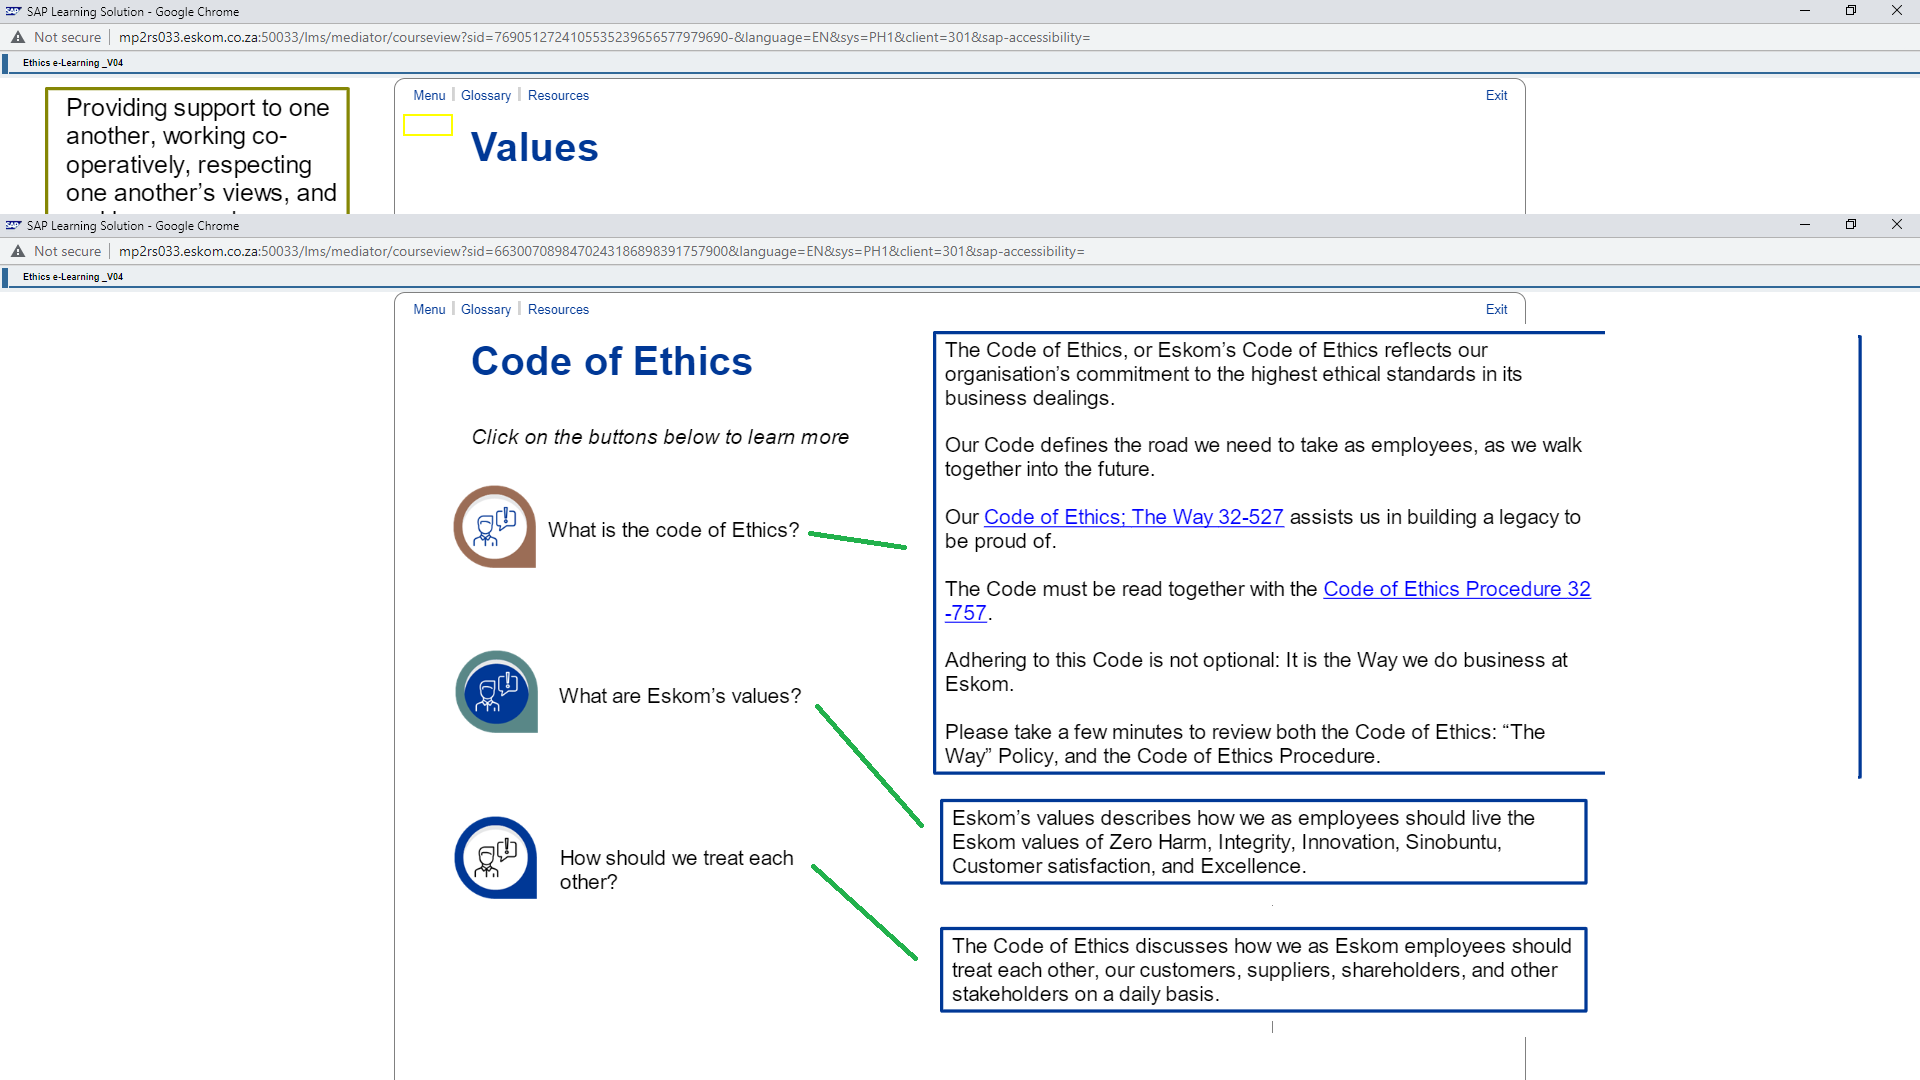 SAP Learning Solution - Google Chrome
Not secure | mp2rs033.eskom.co.za:50033/lms/mediator/courseview?sid=7690512724105535239656577979690-&language=EN&sys=PH1&client=301&sap-accessibility=
Ethics e-Learning _V04
Providing support to one
another, working co-
operatively, respecting
one another's views, and
Menu | Glossary | Resources
Exit
Values
SAP Learning Solution - Google Chrome
Not secure | mp2rs033.eskom.co.za:50033/lms/mediator/courseview?sid=6630070898470243186898391757900&language=EN&sys=PH1&client=301&sap-accessibility=
Ethics e-Learning _V04
Menu | Glossary | Resources
Exit
Code of Ethics
Click on the buttons below to learn more
What is the code of Ethics?
The Code of Ethics, or Eskom's Code of Ethics reflects our
organisation's commitment to the highest ethical standards in its
business dealings.
Our Code defines the road we need to take as employees, as we walk
together into the future.
Our Code of Ethics; The Way 32-527 assists us in building a legacy to
be proud of.
The Code must be read together with the Code of Ethics Procedure 32
-757.
Adhering to this Code is not optional: It is the Way we do business at
Eskom.
Please take a few minutes to review both the Code of Ethics: “The
Way” Policy, and the Code of Ethics Procedure.
What are Eskom's values?
Eskom's values describes how we as employees should live the
Eskom values of Zero Harm, Integrity, Innovation, Sinobuntu,
Customer satisfaction, and Excellence.
How should we treat each
other?
The Code of Ethics discusses how we as Eskom employees should
treat each other, our customers, suppliers, shareholders, and other
stakeholders on a daily basis.